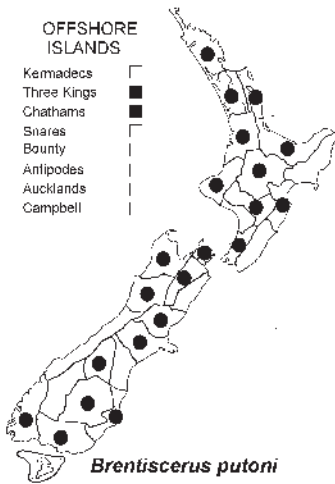 OFFSHORE
ISLANDS
Kermadecs
Three Kings
Chathams
Snares
Bounty
Antipodes
Aucklands
Campbell
Brentiscerus putoni